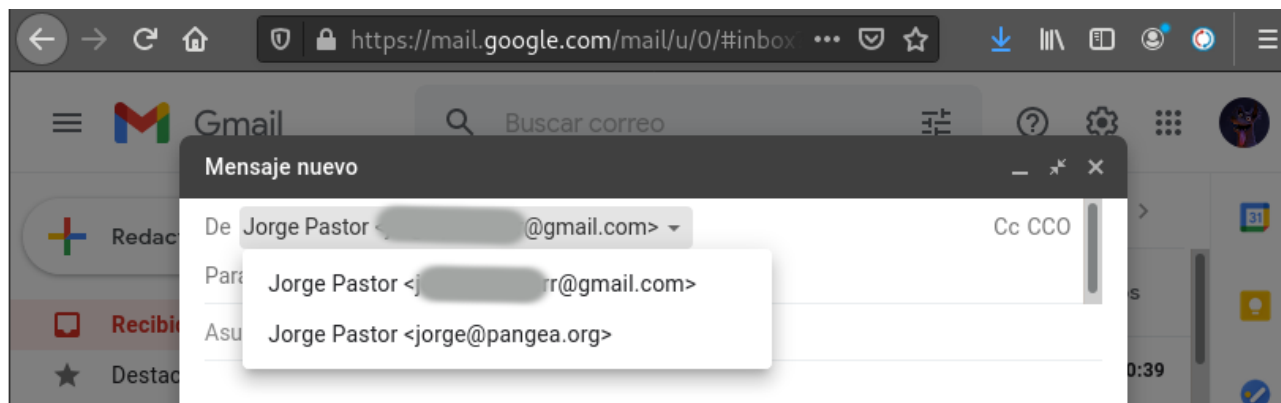 https://mail.google.com/mail/u/0/#inbox
Gmail
Buscar correo
Mensaje nuevo
Redac
De Jorge Pastor < @gmail.com>
Cc CCO
Para
Jorge Pastor <j rr@gmail.com>
Recibi
Asu
Jorge Pastor <jorge@pangea.org>
Destac
0:39
31